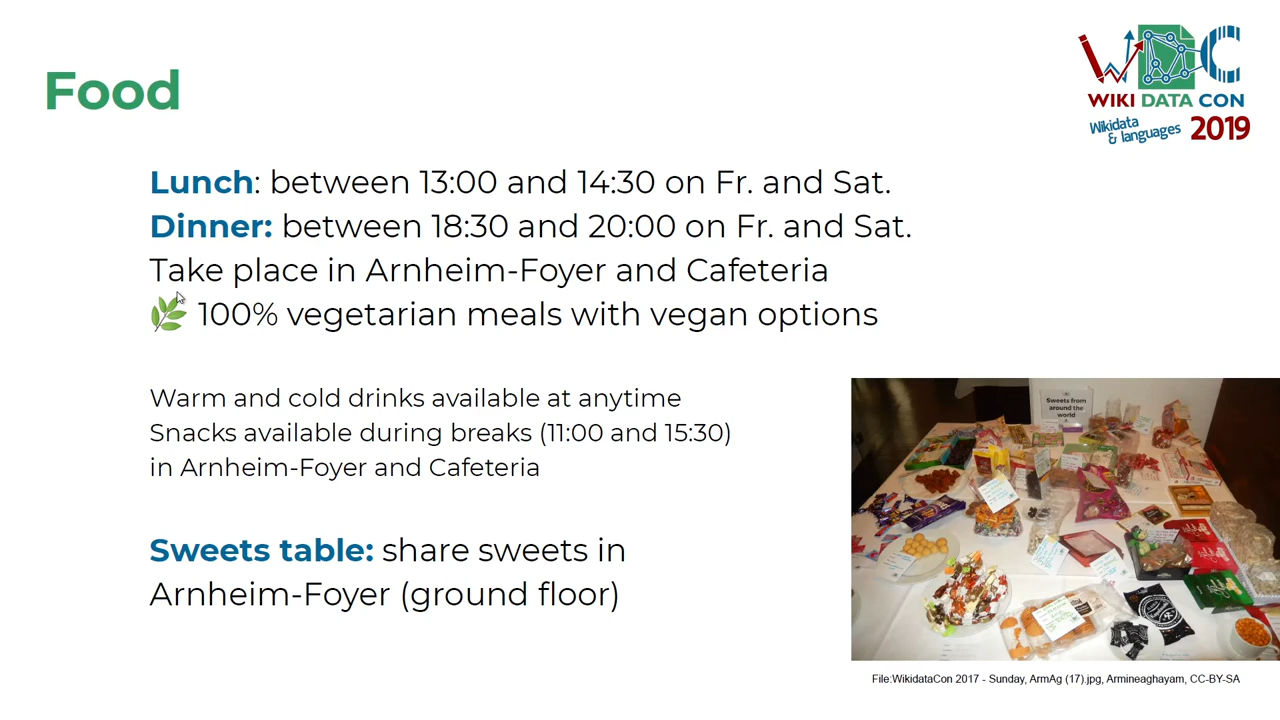 Food
WIKI DATA CON
Wikidata
& languages 2019
Lunch: between 13:00 and 14:30 on Fr. and Sat.
Dinner: between 18:30 and 20:00 on Fr. and Sat.
Take place in Arnheim-Foyer and Cafeteria
🌿 100% vegetarian meals with vegan options
Warm and cold drinks available at anytime
Snacks available during breaks (11:00 and 15:30)
in Arnheim-Foyer and Cafeteria
Sweets table: share sweets in
Arnheim-Foyer (ground floor)
Sweets from
around the
world
File:WikidataCon 2017 - Sunday, ArmAg (17).jpg, Armineaghayam, CC-BY-SA